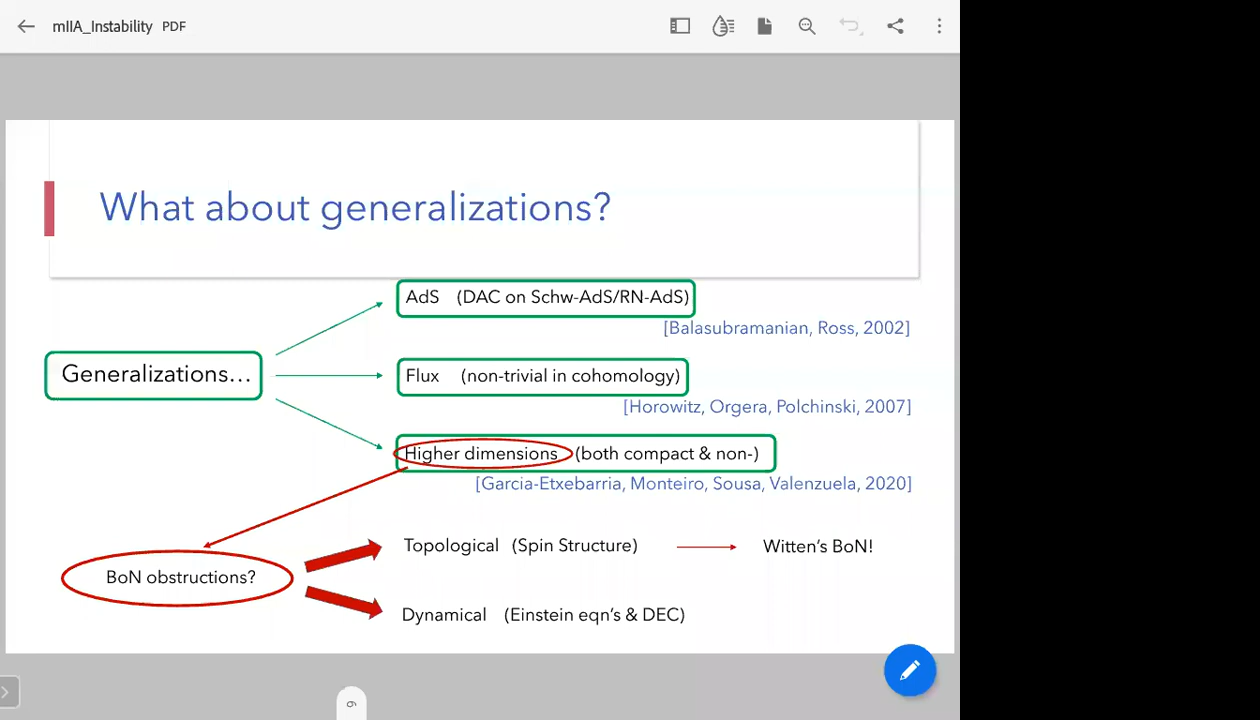 mIIA_Instability PDF
What about generalizations?
AdS (DAC on Schw-AdS/RN-AdS)
[Balasubramanian, Ross, 2002]
Generalizations...
Flux (non-trivial in cohomology)
[Horowitz, Orgera, Polchinski, 2007]
Higher dimensions (both compact & non-)
[Garcia-Etxebarria, Monteiro, Sousa, Valenzuela, 2020]
Topological (Spin Structure)
Witten's BoN!
BoN obstructions?
Dynamical (Einstein eqn's & DEC)